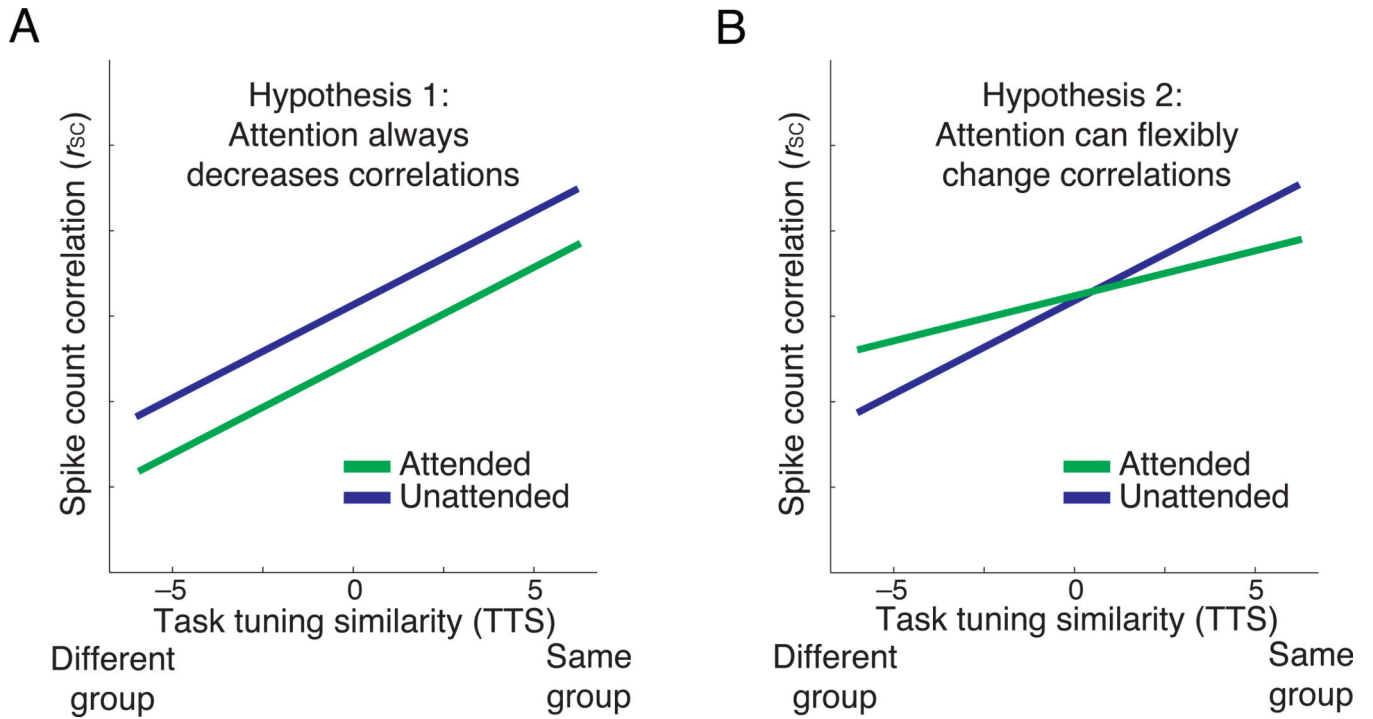 A
Hypothesis 1:
Attention always
decreases correlations
Spike count correlation (rSC)
Attended
Unattended
–5 0 5
Task tuning similarity (TTS)
Different
group
Same
group
B
Hypothesis 2:
Attention can flexibly
change correlations
Spike count correlation (rSC)
Attended
Unattended
–5 0 5
Task tuning similarity (TTS)
Different
group
Same
group